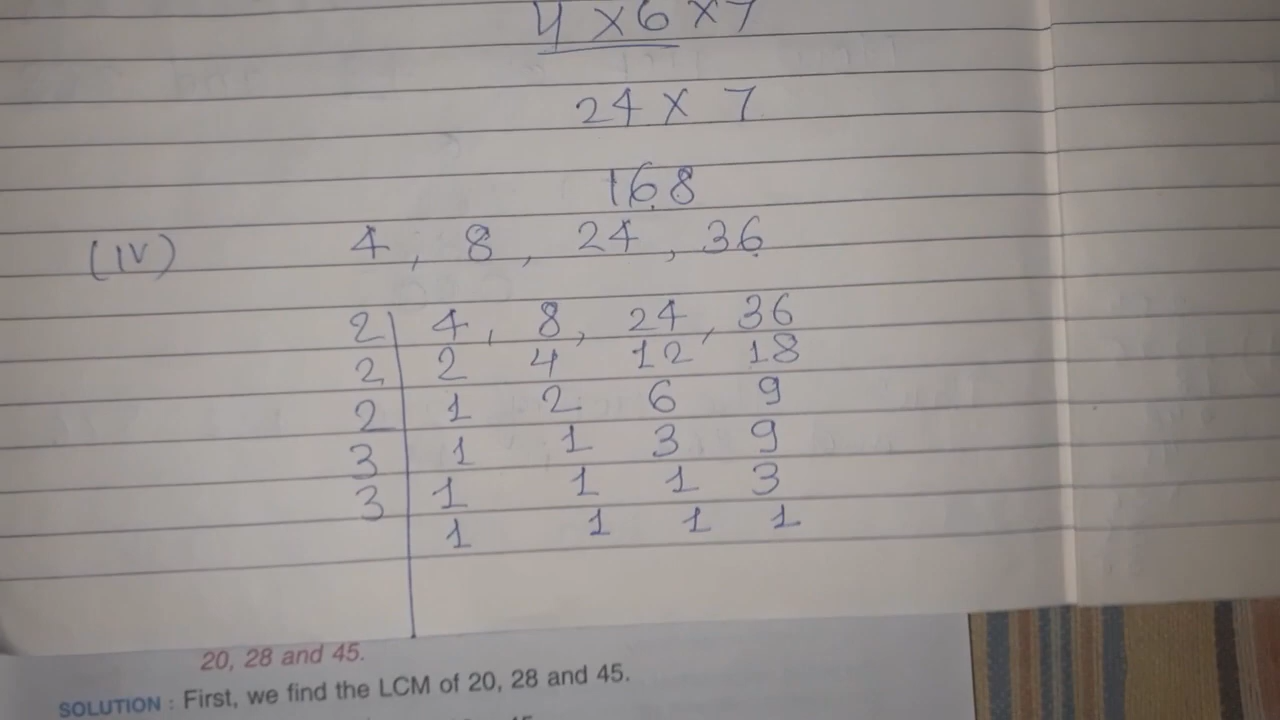 4 × 6 × 7
24 × 7
168
(IV) 4 , 8 , 24 , 36
2 4 , 8 , 24 , 36
2 2 4 12 18
2 1 2 6 9
3 1 1 3 9
3 1 1 1 3
1 1 1 1
20, 28 and 45.
SOLUTION : First, we find the LCM of 20, 28 and 45.